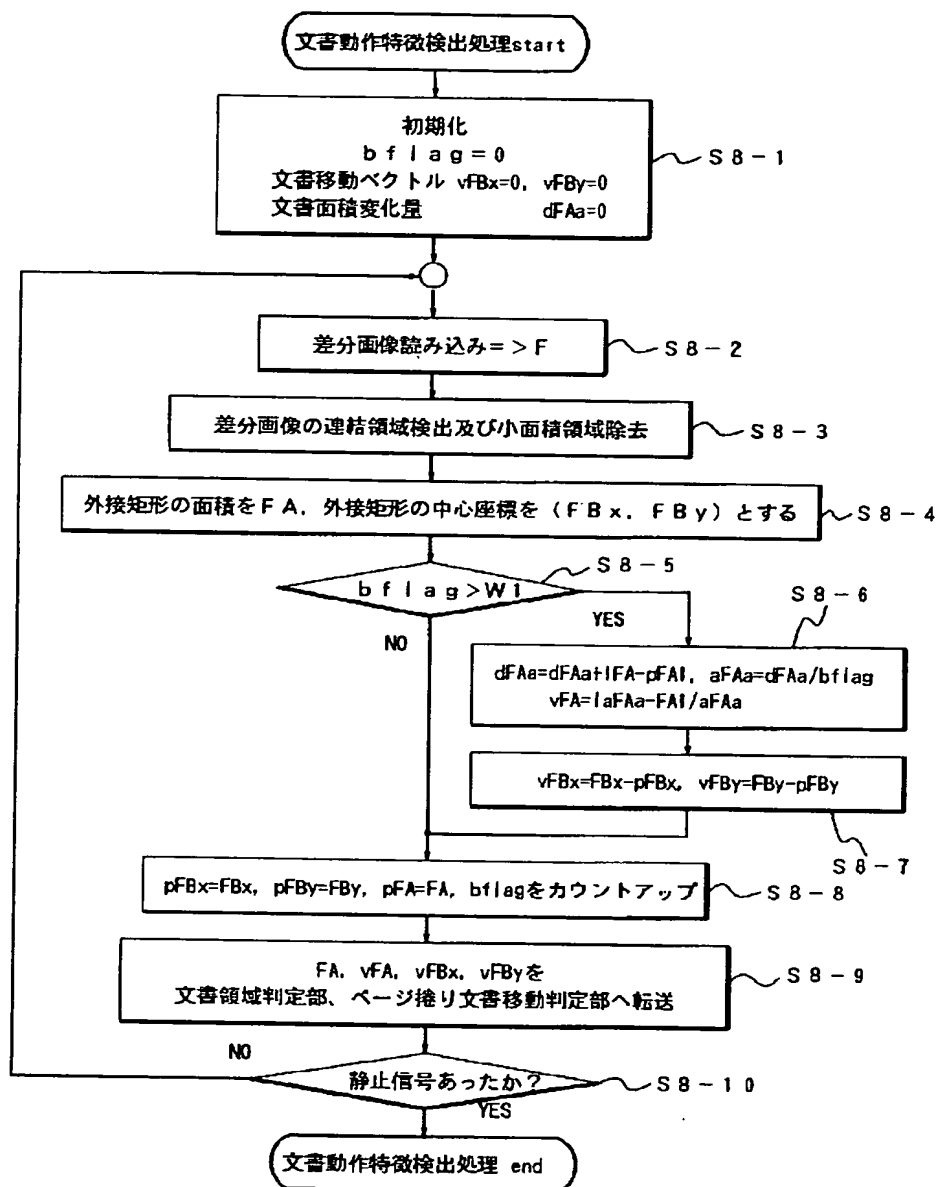 文書動作特徴検出処理start
初期化
bflag=0
文書移動ベクトル vFBx=0, vFBy=0
文書面積変化量 dFAa=0
S8-1
差分画像読み込み=>F
S8-2
差分画像の連結領域検出及び小面積領域除去
S8-3
外接矩形の面積をFA, 外接矩形の中心座標を(FBx, FBy)とする
S8-4
bflag>W1
S8-5
YES
NO
S8-6
dFAa=dFAa+|FA-pFA|, aFAa=dFAa/bflag
vFA=|aFAa-FA|/aFAa
vFBx=FBx-pFBx, vFBy=FBy-pFBy
S8-7
pFBx=FBx, pFBy=FBy, pFA=FA, bflagをカウントアップ
S8-8
FA, vFA, vFBx, vFByを
文書領域判定部、ページ捲り文書移動判定部へ転送
S8-9
NO
静止信号あったか?
S8-10
YES
文書動作特徴検出処理 end